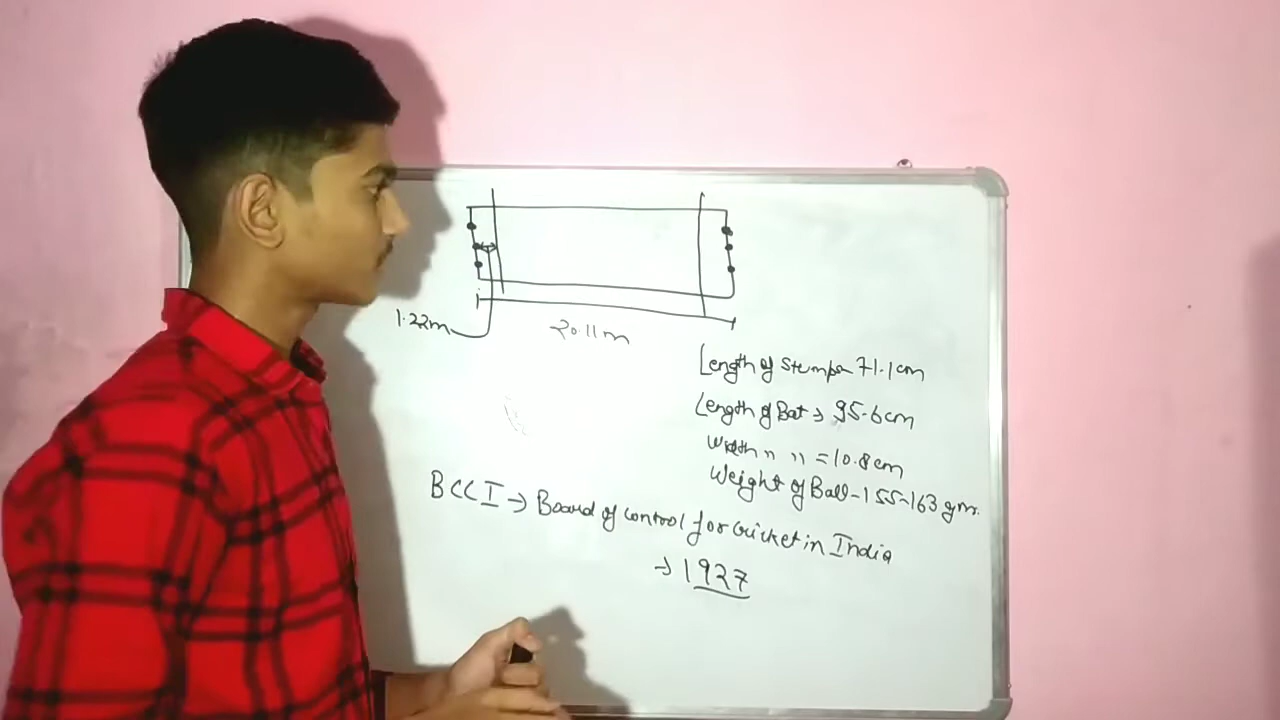 1.22m
20.11m
Length of Stumps 71.1cm
Length of Bat → 95.6cm
Width " " = 10.8cm
Weight of Ball - 155-163 gm.
BCCI → Board of control for cricket in India
→ 1927